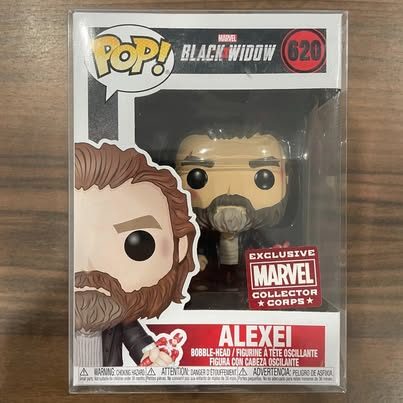 POP!
MARVEL
BLACK WIDOW
620
EXCLUSIVE
MARVEL
COLLECTOR
CORPS
ALEXEI
BOBBLE-HEAD / FIGURINE À TÊTE OSCILLANTE
FIGURA CON CABEZA OSCILANTE
WARNING: CHOKING HAZARD
ATTENTION: DANGER D'ÉTOUFFEMENT
ADVERTENCIA: PELIGRO DE ASFIXIA